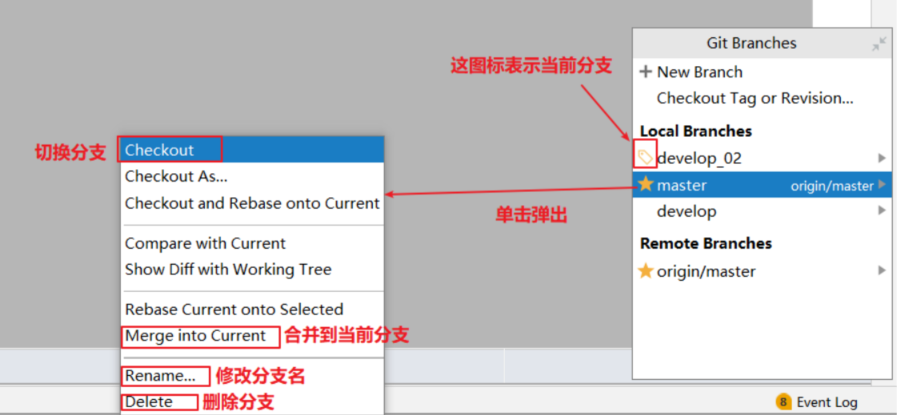 Git Branches
这图标表示当前分支
New Branch
Checkout Tag or Revision...
Local Branches
develop_02
master origin/master
develop
Remote Branches
origin/master
单击弹出
切换分支
Checkout
Checkout As...
Checkout and Rebase onto Current
Compare with Current
Show Diff with Working Tree
Rebase Current onto Selected
Merge into Current 合并到当前分支
Rename... 修改分支名
Delete 删除分支
8 Event Log